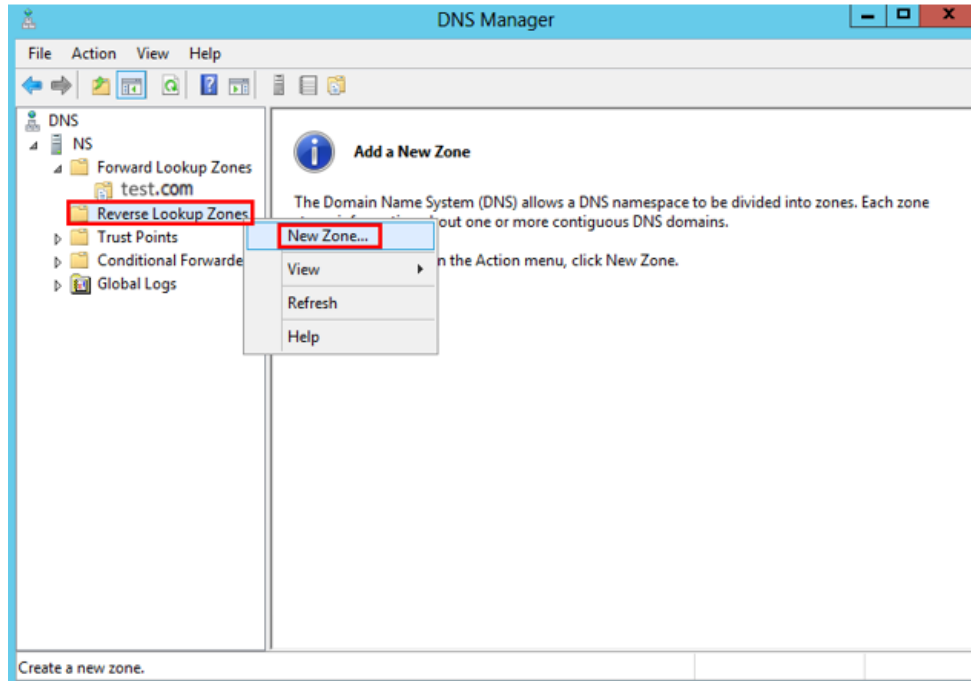 DNS Manager
File Action View Help
DNS
NS
Forward Lookup Zones
test.com
Reverse Lookup Zones
Trust Points
Conditional Forwarde
Global Logs
New Zone...
View
Refresh
Help
Add a New Zone
The Domain Name System (DNS) allows a DNS namespace to be divided into zones. Each zone
out one or more contiguous DNS domains.
n the Action menu, click New Zone.
Create a new zone.